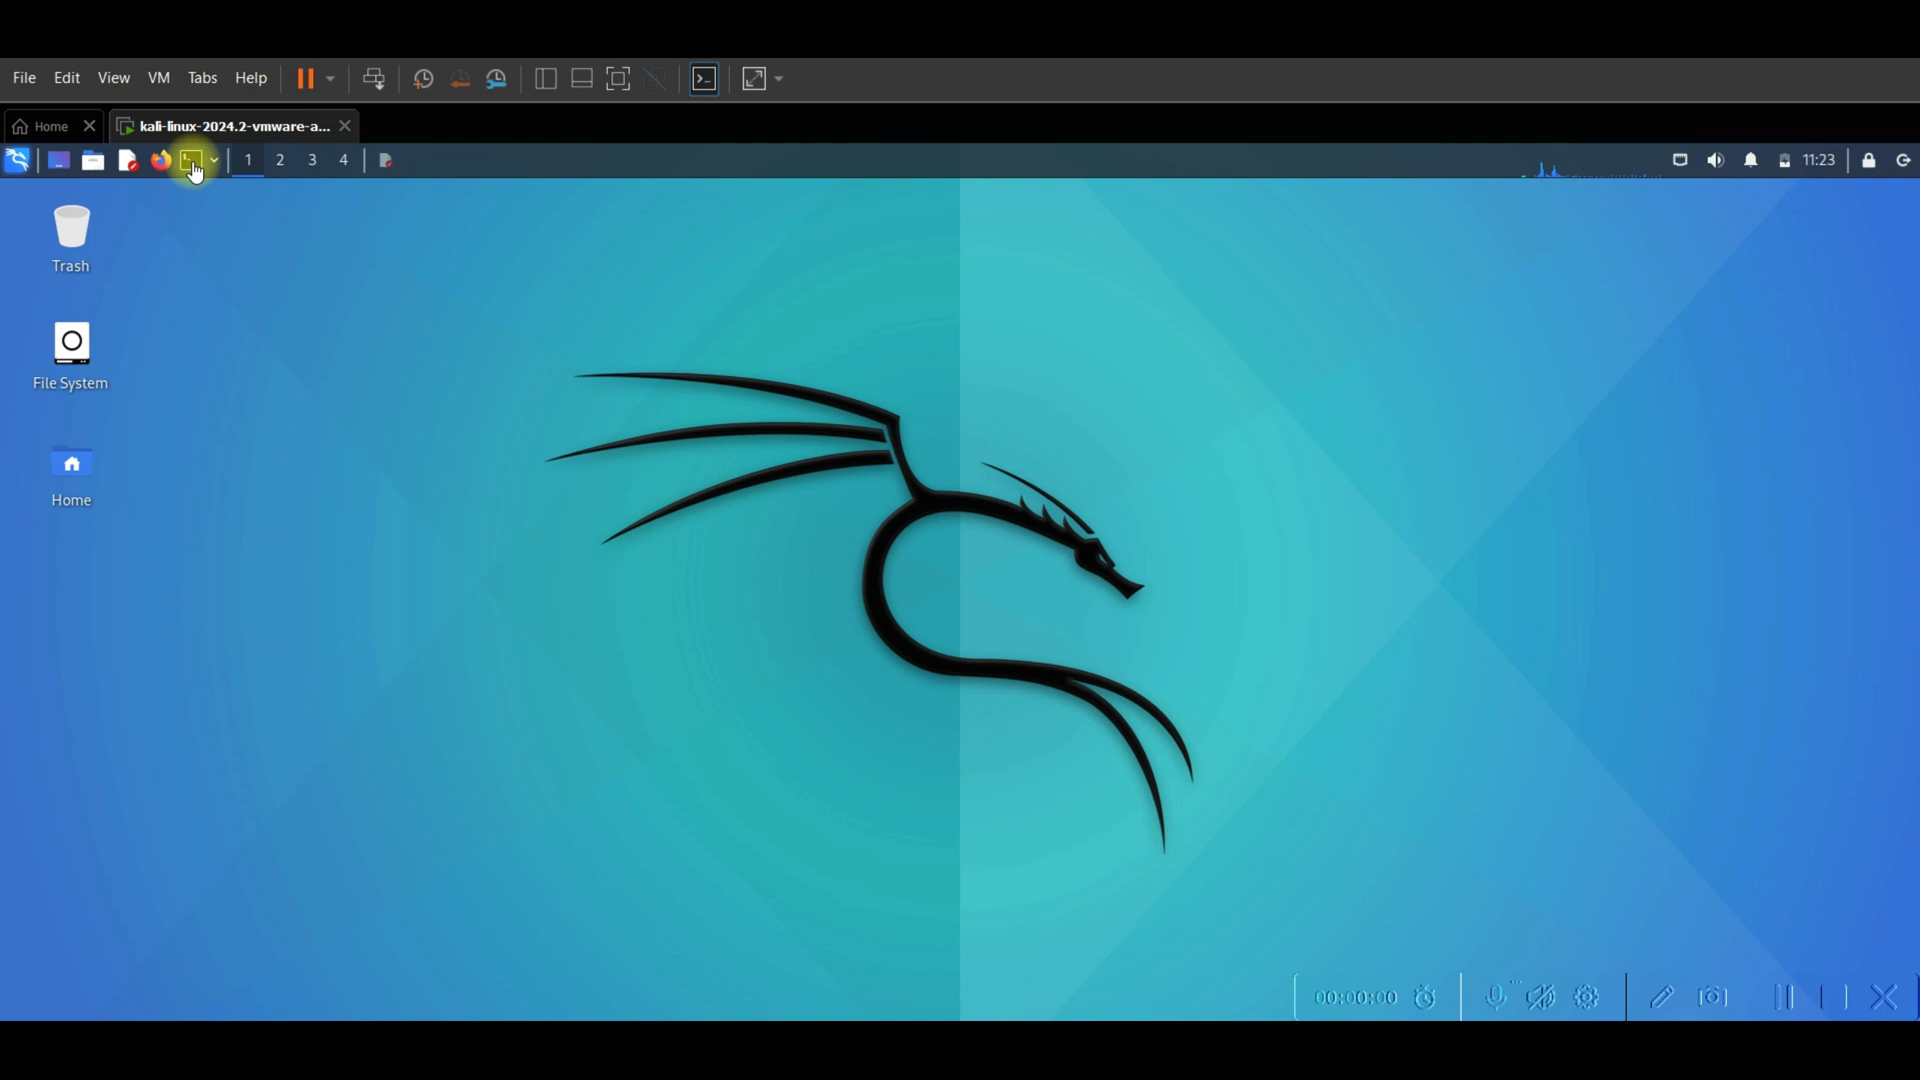 File Edit View VM Tabs Help
Home
kali-linux-2024.2-vmware-a...
1 2 3 4
11:23
Trash
File System
Home
00:00:00